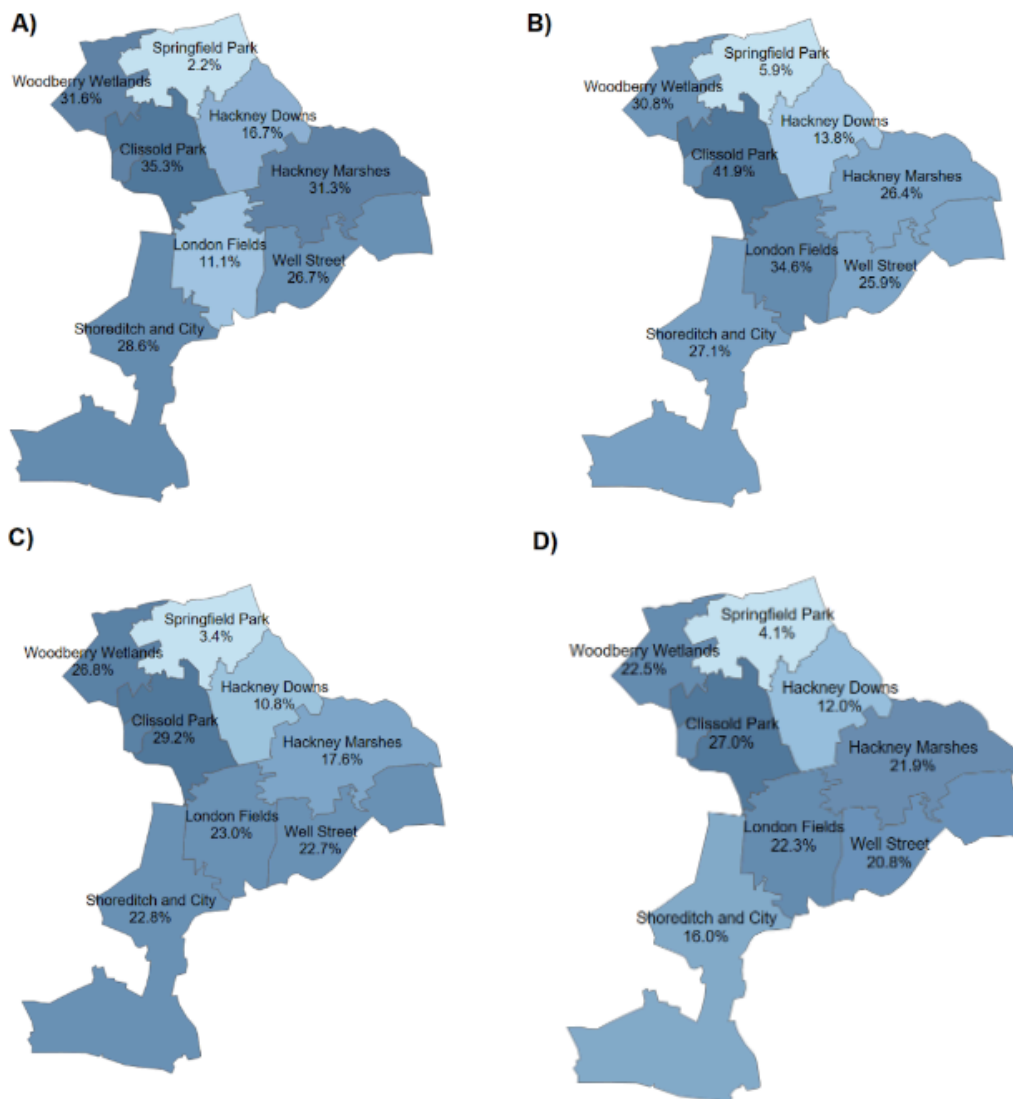 A)
Springfield Park
2.2%
Woodberry Wetlands
31.6%
Hackney Downs
16.7%
Clissold Park
35.3%
Hackney Marshes
31.3%
London Fields
11.1%
Well Street
26.7%
Shoreditch and City
28.6%
B)
Springfield Park
5.9%
Woodberry Wetlands
30.8%
Hackney Downs
13.8%
Clissold Park
41.9%
Hackney Marshes
26.4%
London Fields
34.6%
Well Street
25.9%
Shoreditch and City
27.1%
C)
Springfield Park
3.4%
Woodberry Wetlands
26.8%
Hackney Downs
10.8%
Clissold Park
29.2%
Hackney Marshes
17.6%
London Fields
23.0%
Well Street
22.7%
Shoreditch and City
22.8%
D)
Springfield Park
4.1%
Woodberry Wetlands
22.5%
Hackney Downs
12.0%
Clissold Park
27.0%
Hackney Marshes
21.9%
London Fields
22.3%
Well Street
20.8%
Shoreditch and City
16.0%